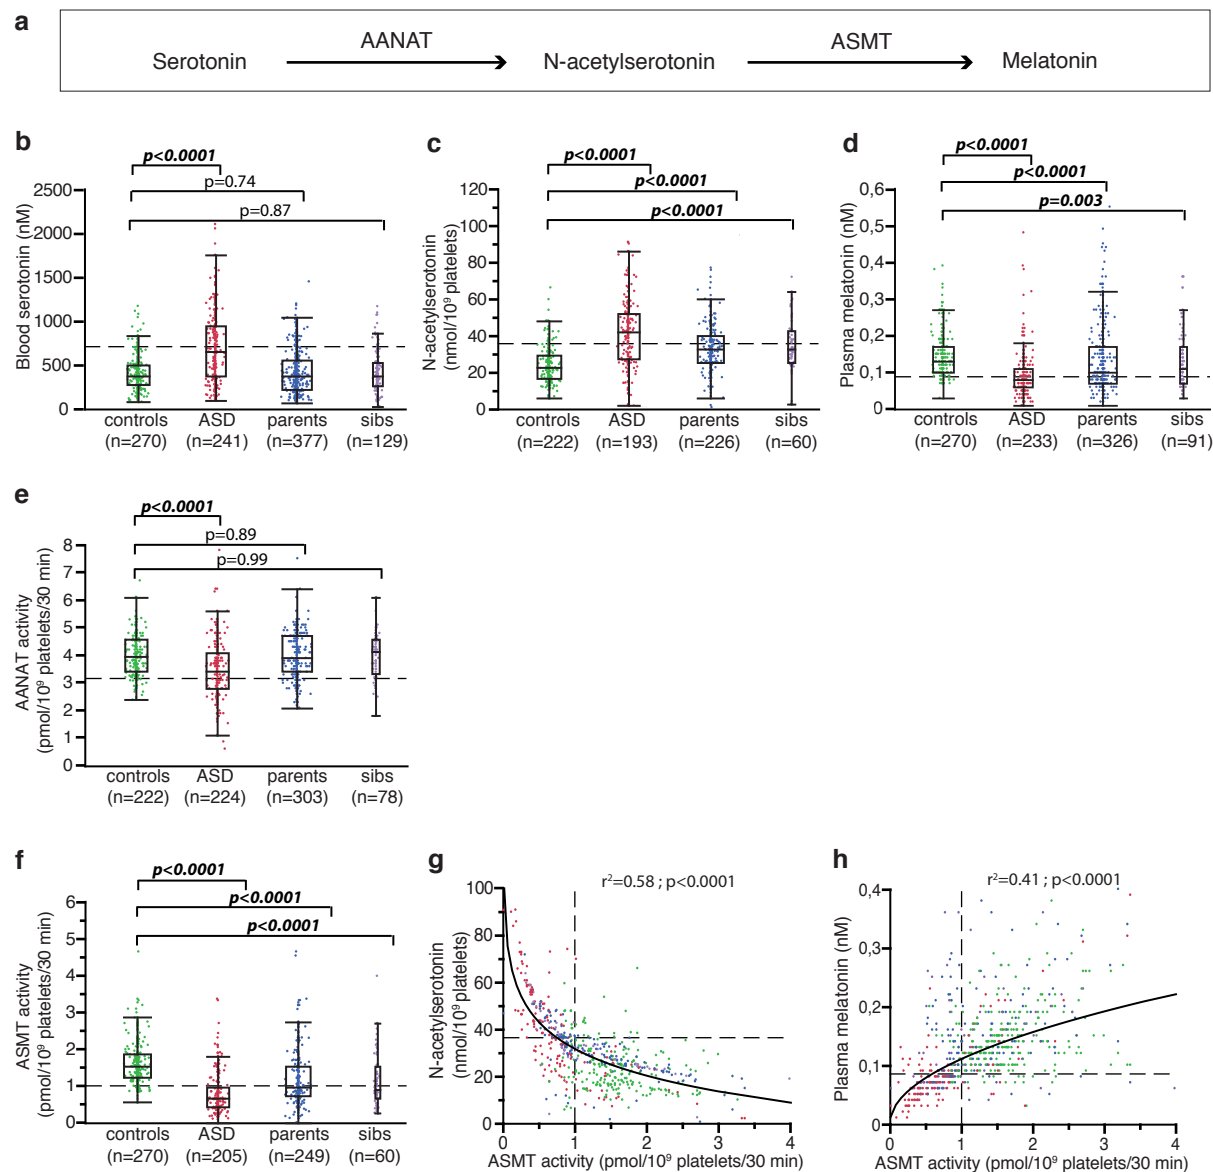 a
AANAT
ASMT
Serotonin
N-acetylserotonin
Melatonin
b
p<0.0001
p=0.74
p=0.87
Blood serotonin (nM)
2500
2000
1500
1000
500
0
controls
ASD
parents
sibs
(n=270)
(n=241)
(n=377)
(n=129)
c
p<0.0001
p<0.0001
p<0.0001
N-acetylserotonin
(nmol/10⁹ platelets)
120
100
80
60
40
20
0
controls
ASD
parents
sibs
(n=222)
(n=193)
(n=226)
(n=60)
d
p<0.0001
p<0.0001
p=0.003
Plasma melatonin (nM)
0,6
0,5
0,4
0,3
0,2
0,1
0
controls
ASD
parents
sibs
(n=270)
(n=233)
(n=326)
(n=91)
e
p<0.0001
p=0.89
p=0.99
AANAT activity
(pmol/10⁹ platelets/30 min)
8
7
6
5
4
3
2
1
0
controls
ASD
parents
sibs
(n=222)
(n=224)
(n=303)
(n=78)
f
p<0.0001
p<0.0001
p<0.0001
ASMT activity
(pmol/10⁹ platelets/30 min)
6
5
4
3
2
1
0
controls
ASD
parents
sibs
(n=270)
(n=205)
(n=249)
(n=60)
g
r²=0.58 ; p<0.0001
N-acetylserotonin
(nmol/10⁹ platelets)
100
80
60
40
20
0
0
1
2
3
4
ASMT activity (pmol/10⁹ platelets/30 min)
h
r²=0.41 ; p<0.0001
Plasma melatonin (nM)
0,4
0,3
0,2
0,1
0
0
1
2
3
4
ASMT activity (pmol/10⁹ platelets/30 min)